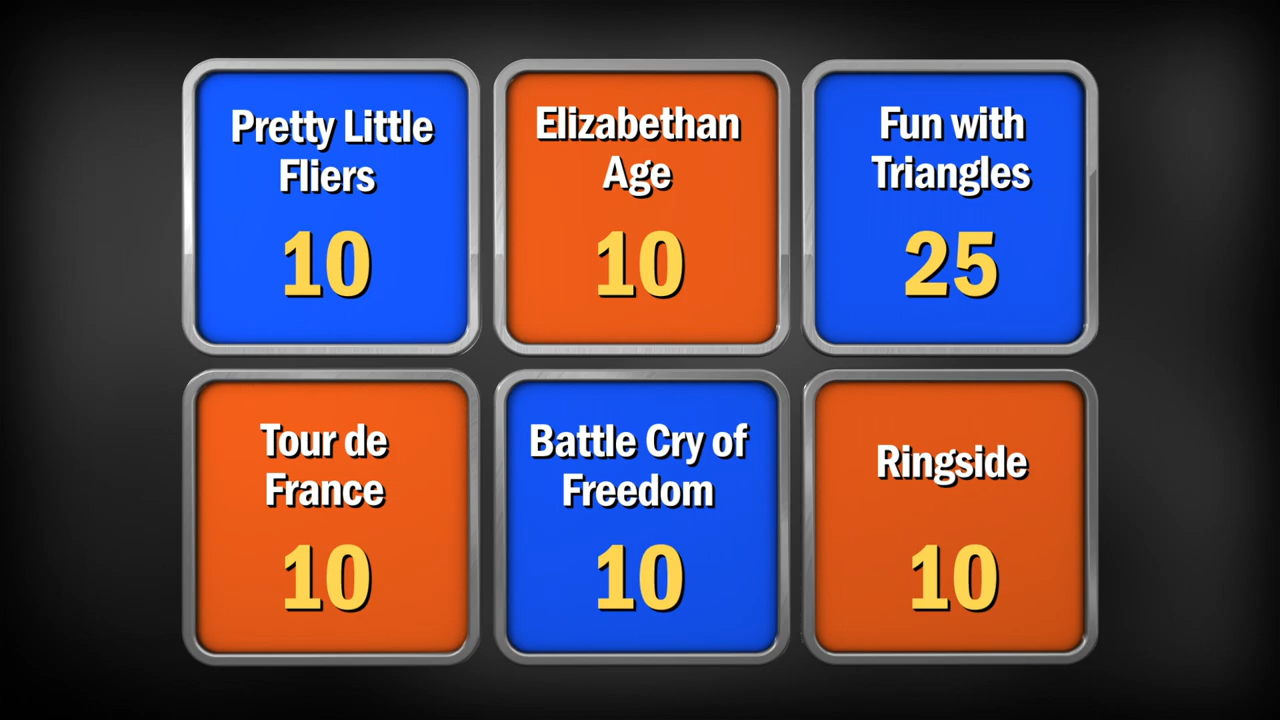 Pretty Little
Fliers
10
Elizabethan
Age
10
Fun with
Triangles
25
Tour de
France
10
Battle Cry of
Freedom
10
Ringside
10